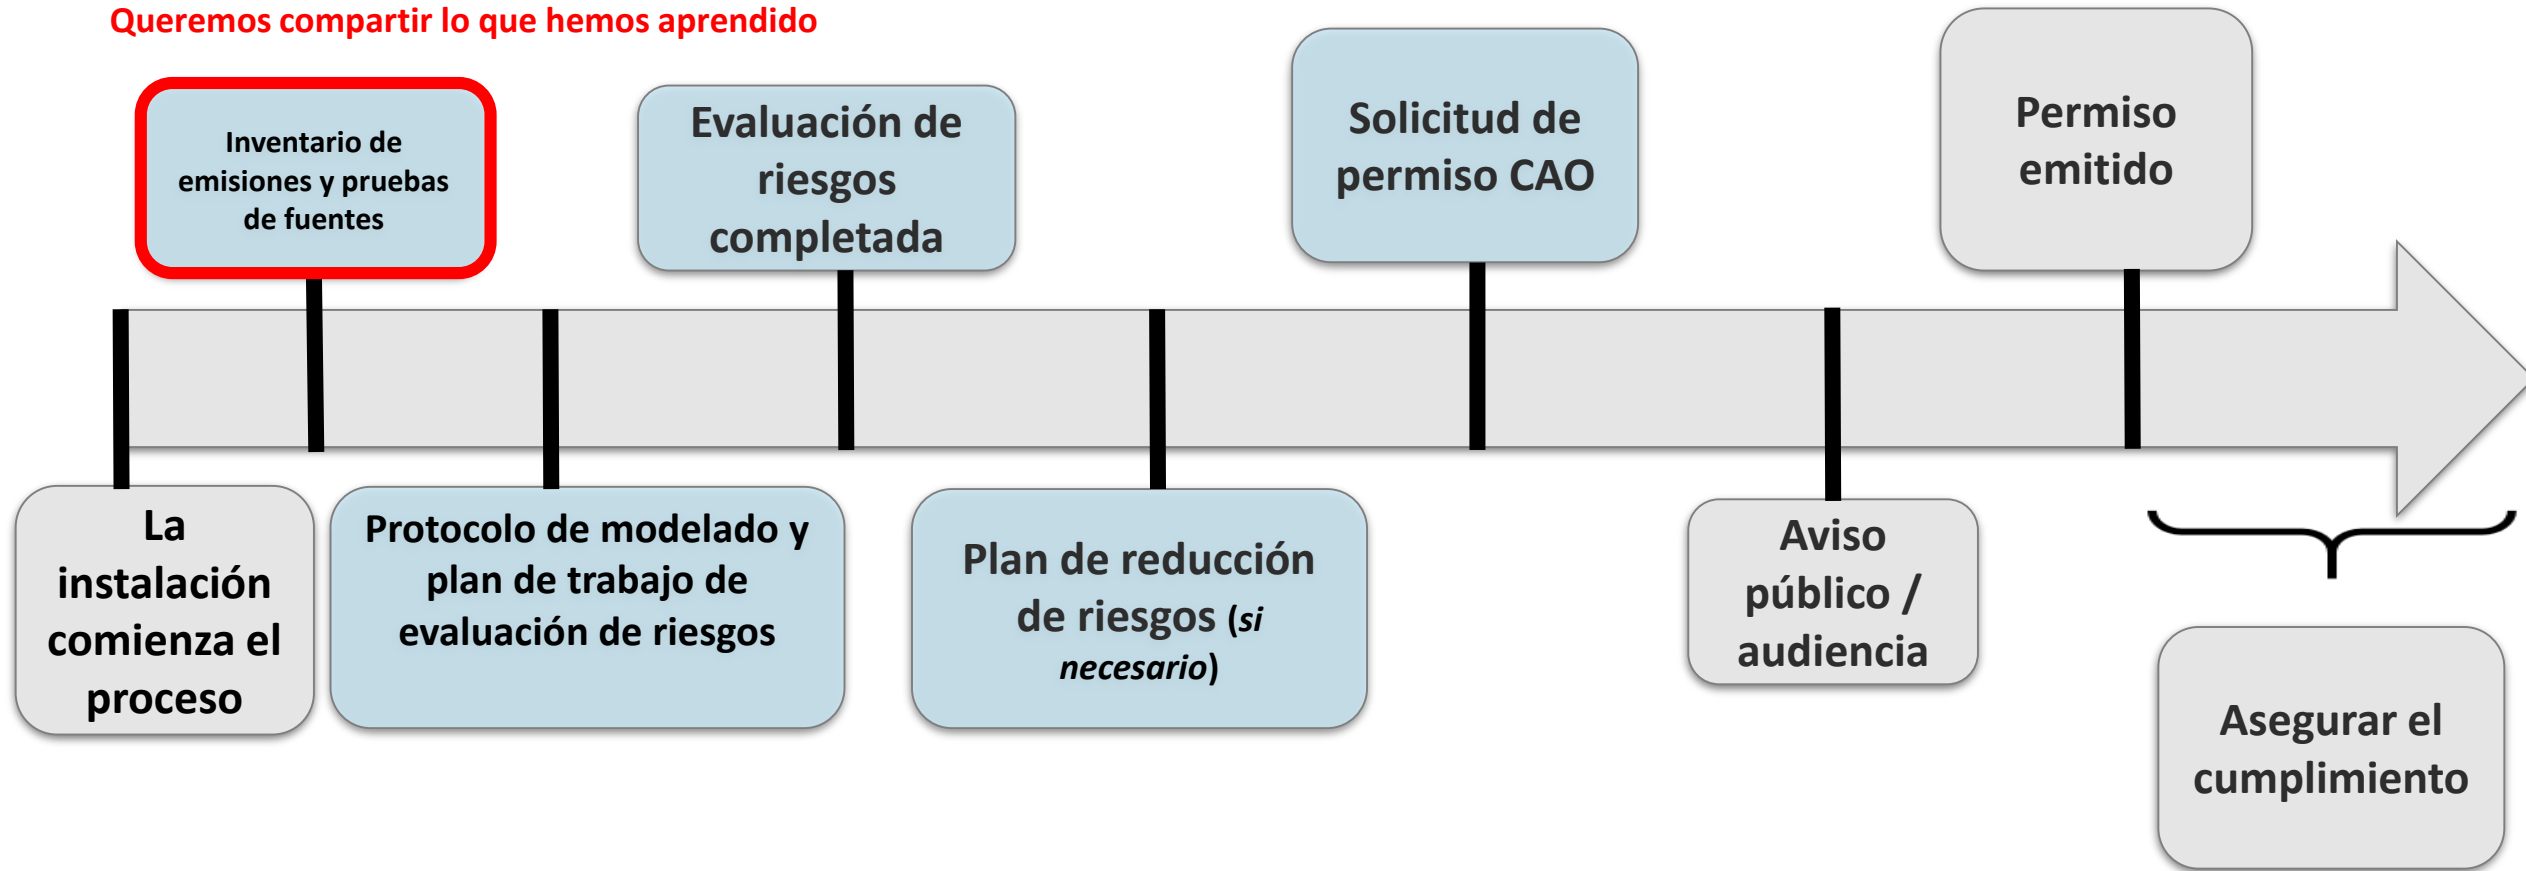 Queremos compartir lo que hemos aprendido
Inventario de
emisiones y pruebas
de fuentes
Evaluación de
riesgos
completada
Solicitud de
permiso CAO
Permiso
emitido
La
instalación
comienza el
proceso
Protocolo de modelado y
plan de trabajo de
evaluación de riesgos
Plan de reducción
de riesgos (si
necesario)
Aviso
público /
audiencia
Asegurar el
cumplimiento